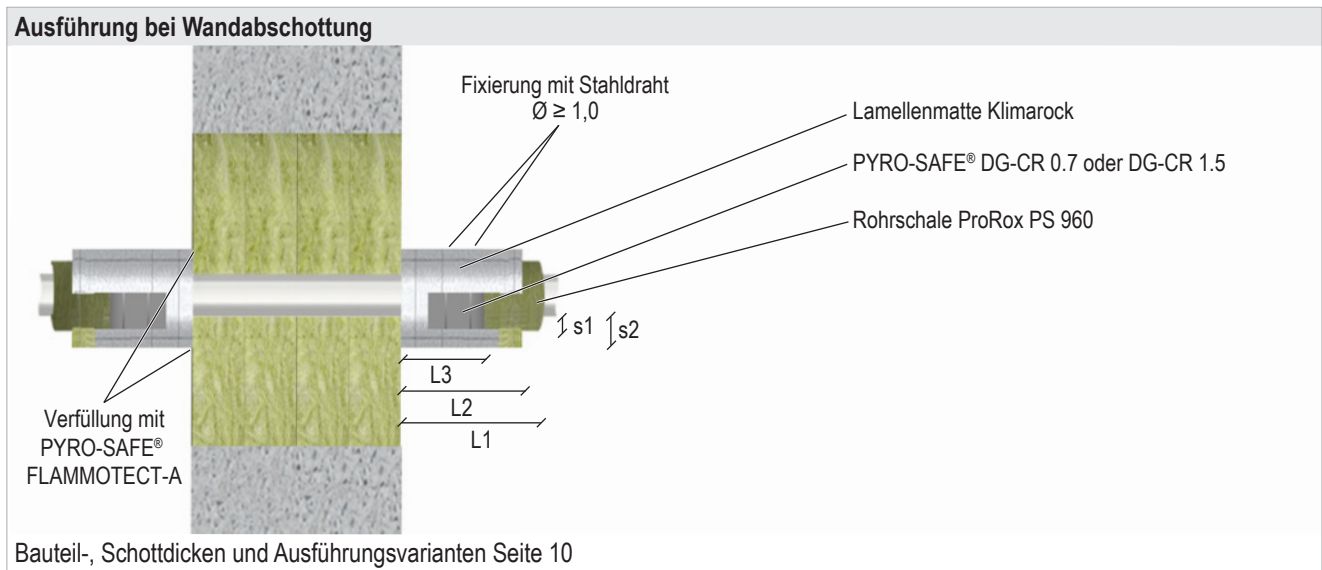 Ausführung bei Wandabschottung
Fixierung mit Stahldraht
Ø ≥ 1,0
Lamellenmatte Klimarock
PYRO-SAFE® DG-CR 0.7 oder DG-CR 1.5
Rohrschale ProRox PS 960
s1
s2
L3
L2
L1
Verfüllung mit
PYRO-SAFE®
FLAMMOTECT-A
Bauteil-, Schottdicken und Ausführungsvarianten Seite 10